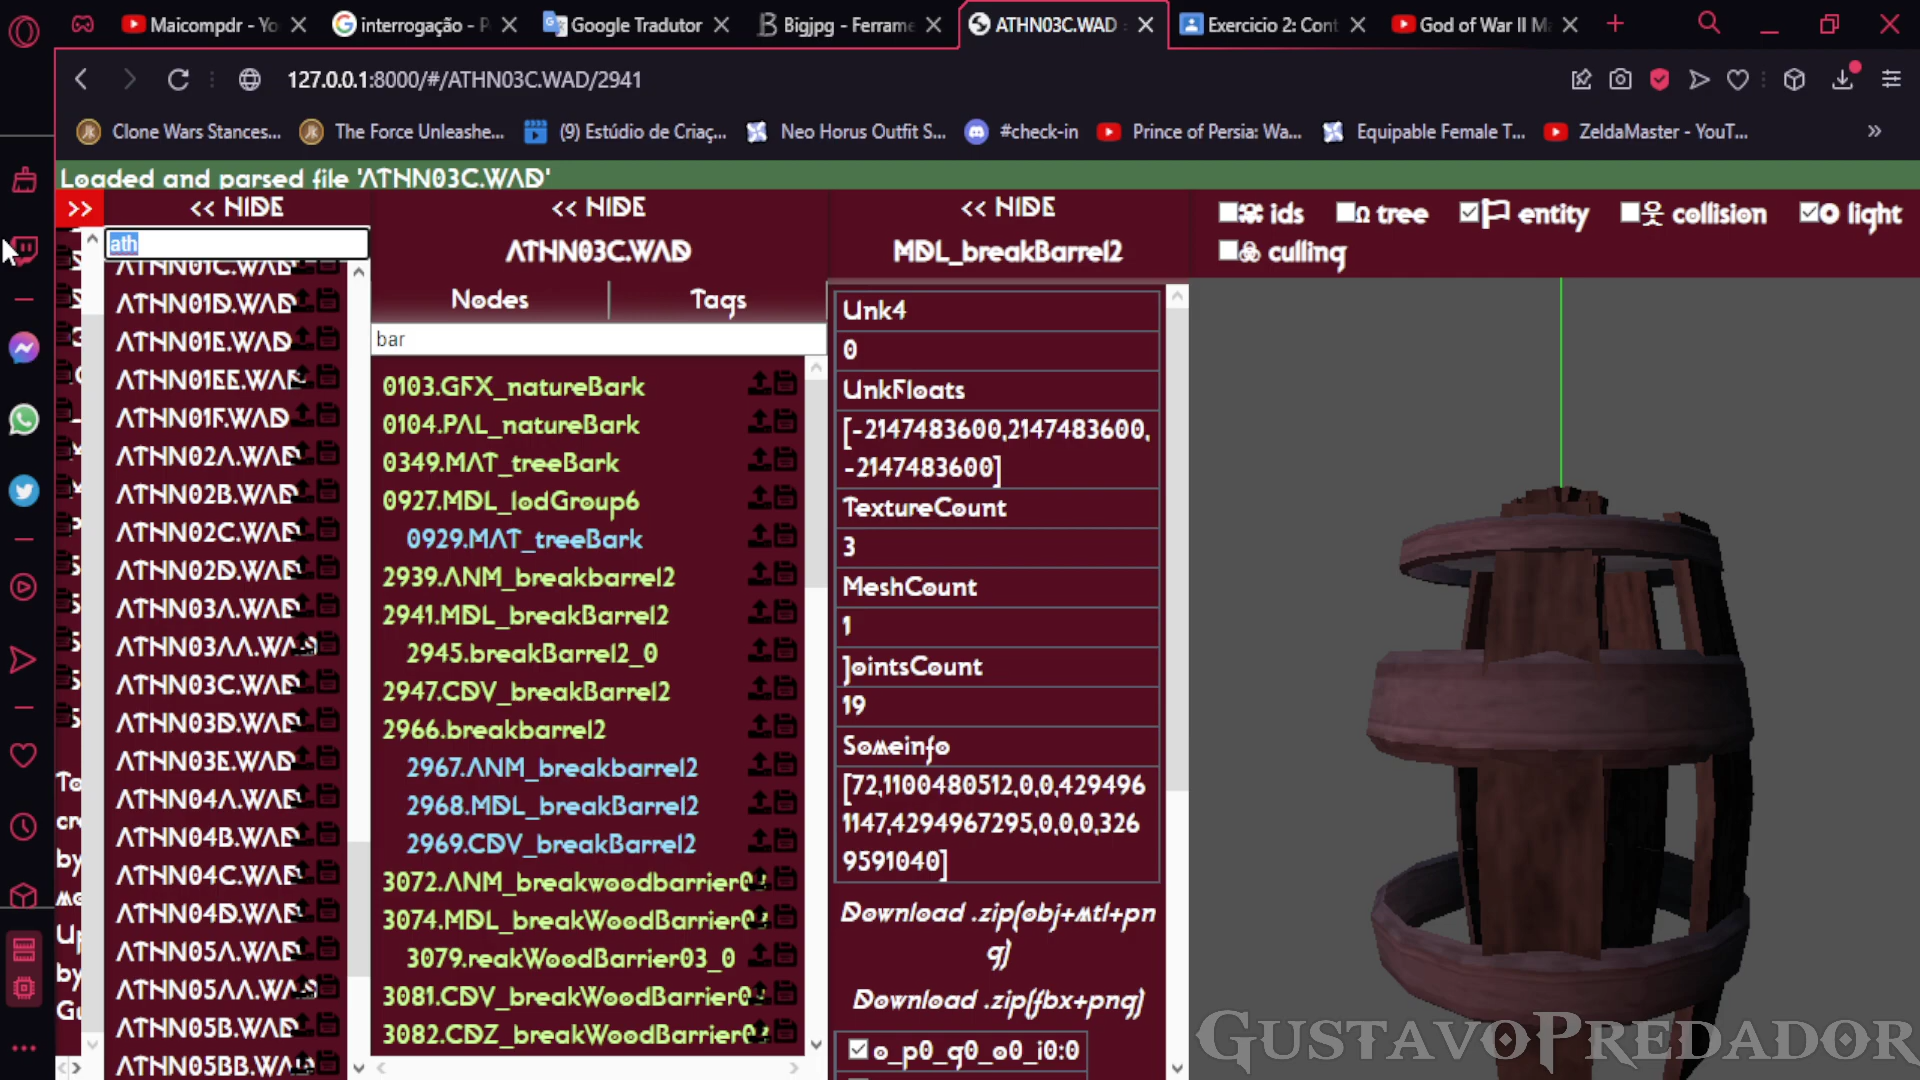 Maicompdr - Yo
interrogação - P
Google Tradutor
Bigjpg - Ferrame
ATHN03C.WAD
Exercicio 2: Cont
God of War II M
127.0.0.1:8000/#/ATHN03C.WAD/2941
Clone Wars Stances...
The Force Unleashe...
(9) Estúdio de Criaç...
Neo Horus Outfit S...
#check-in
Prince of Persia: Wa...
Equipable Female T...
ZeldaMaster - YouT...
»
Loaded and parsed file 'ATHN03C.WAD'
>>
<< HIDE
ath
ATHN01C.WAD
ATHN01D.WAD
ATHN01E.WAD
ATHN01EE.WAD
ATHN01F.WAD
ATHN02A.WAD
ATHN02B.WAD
ATHN02C.WAD
ATHN02D.WAD
ATHN03A.WAD
ATHN03AA.WAD
ATHN03C.WAD
ATHN03D.WAD
ATHN03E.WAD
ATHN04A.WAD
ATHN04B.WAD
ATHN04C.WAD
ATHN04D.WAD
ATHN05A.WAD
ATHN05AA.WAD
ATHN05B.WAD
ATHN05BB.WAD
<< HIDE
ATHN03C.WAD
Nodes
Tags
bar
0103.GFX_natureBark
0104.PAL_natureBark
0349.MAT_treeBark
0927.MDL_lodGroup6
0929.MAT_treeBark
2939.ANM_breakbarrel2
2941.MDL_breakBarrel2
2945.breakBarrel2_0
2947.CDV_breakBarrel2
2966.breakbarrel2
2967.ANM_breakbarrel2
2968.MDL_breakBarrel2
2969.CDV_breakBarrel2
3072.ANM_breakwoodbarrier0
3074.MDL_breakWoodBarrier0
3079.reakWoodBarrier03_0
3081.CDV_breakWoodBarrier0
3082.CDZ_breakWoodBarrier0
<< HIDE
MDL_breakBarrel2
Unk4
0
UnkFloats
[-2147483600,2147483600,
-2147483600]
TextureCount
3
MeshCount
1
JointsCount
19
Someinfo
[72,1100480512,0,0,429496
1147,4294967295,0,0,0,326
9591040]
Download .zip(obj+mtl+pn
g)
Download .zip(fbx+png)
o_p0_g0_o0_i0:0
ids
tree
entity
collision
light
culling
GUSTAVOPREDADOR